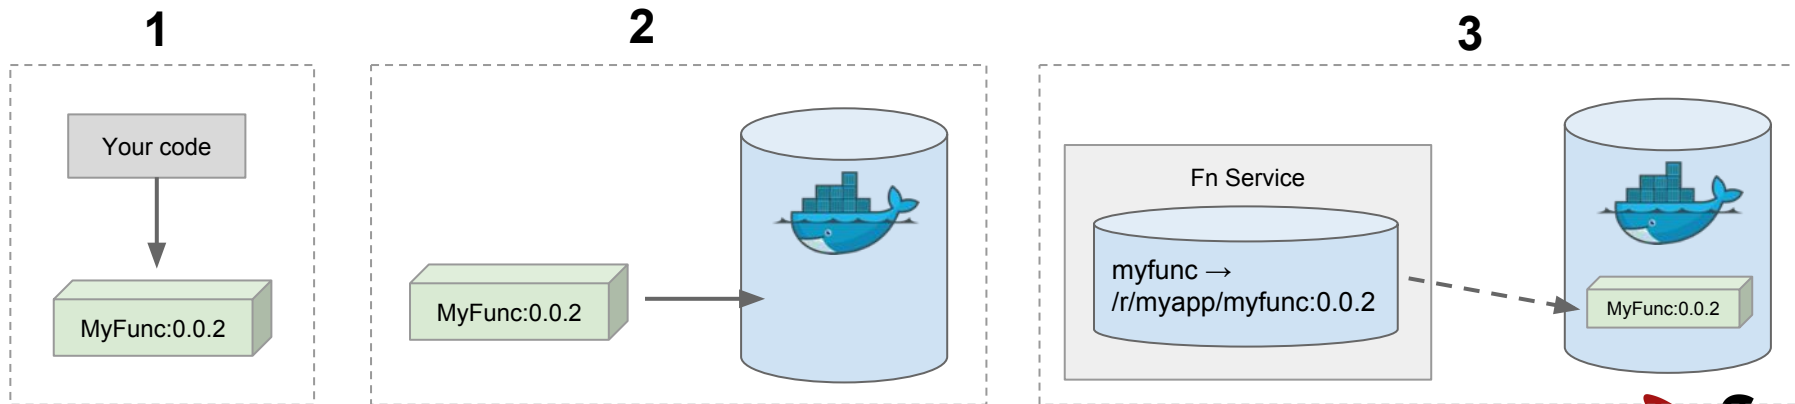 1
2
3
Your code
MyFunc:0.0.2
MyFunc:0.0.2
Fn Service
myfunc →
/r/myapp/myfunc:0.0.2
MyFunc:0.0.2